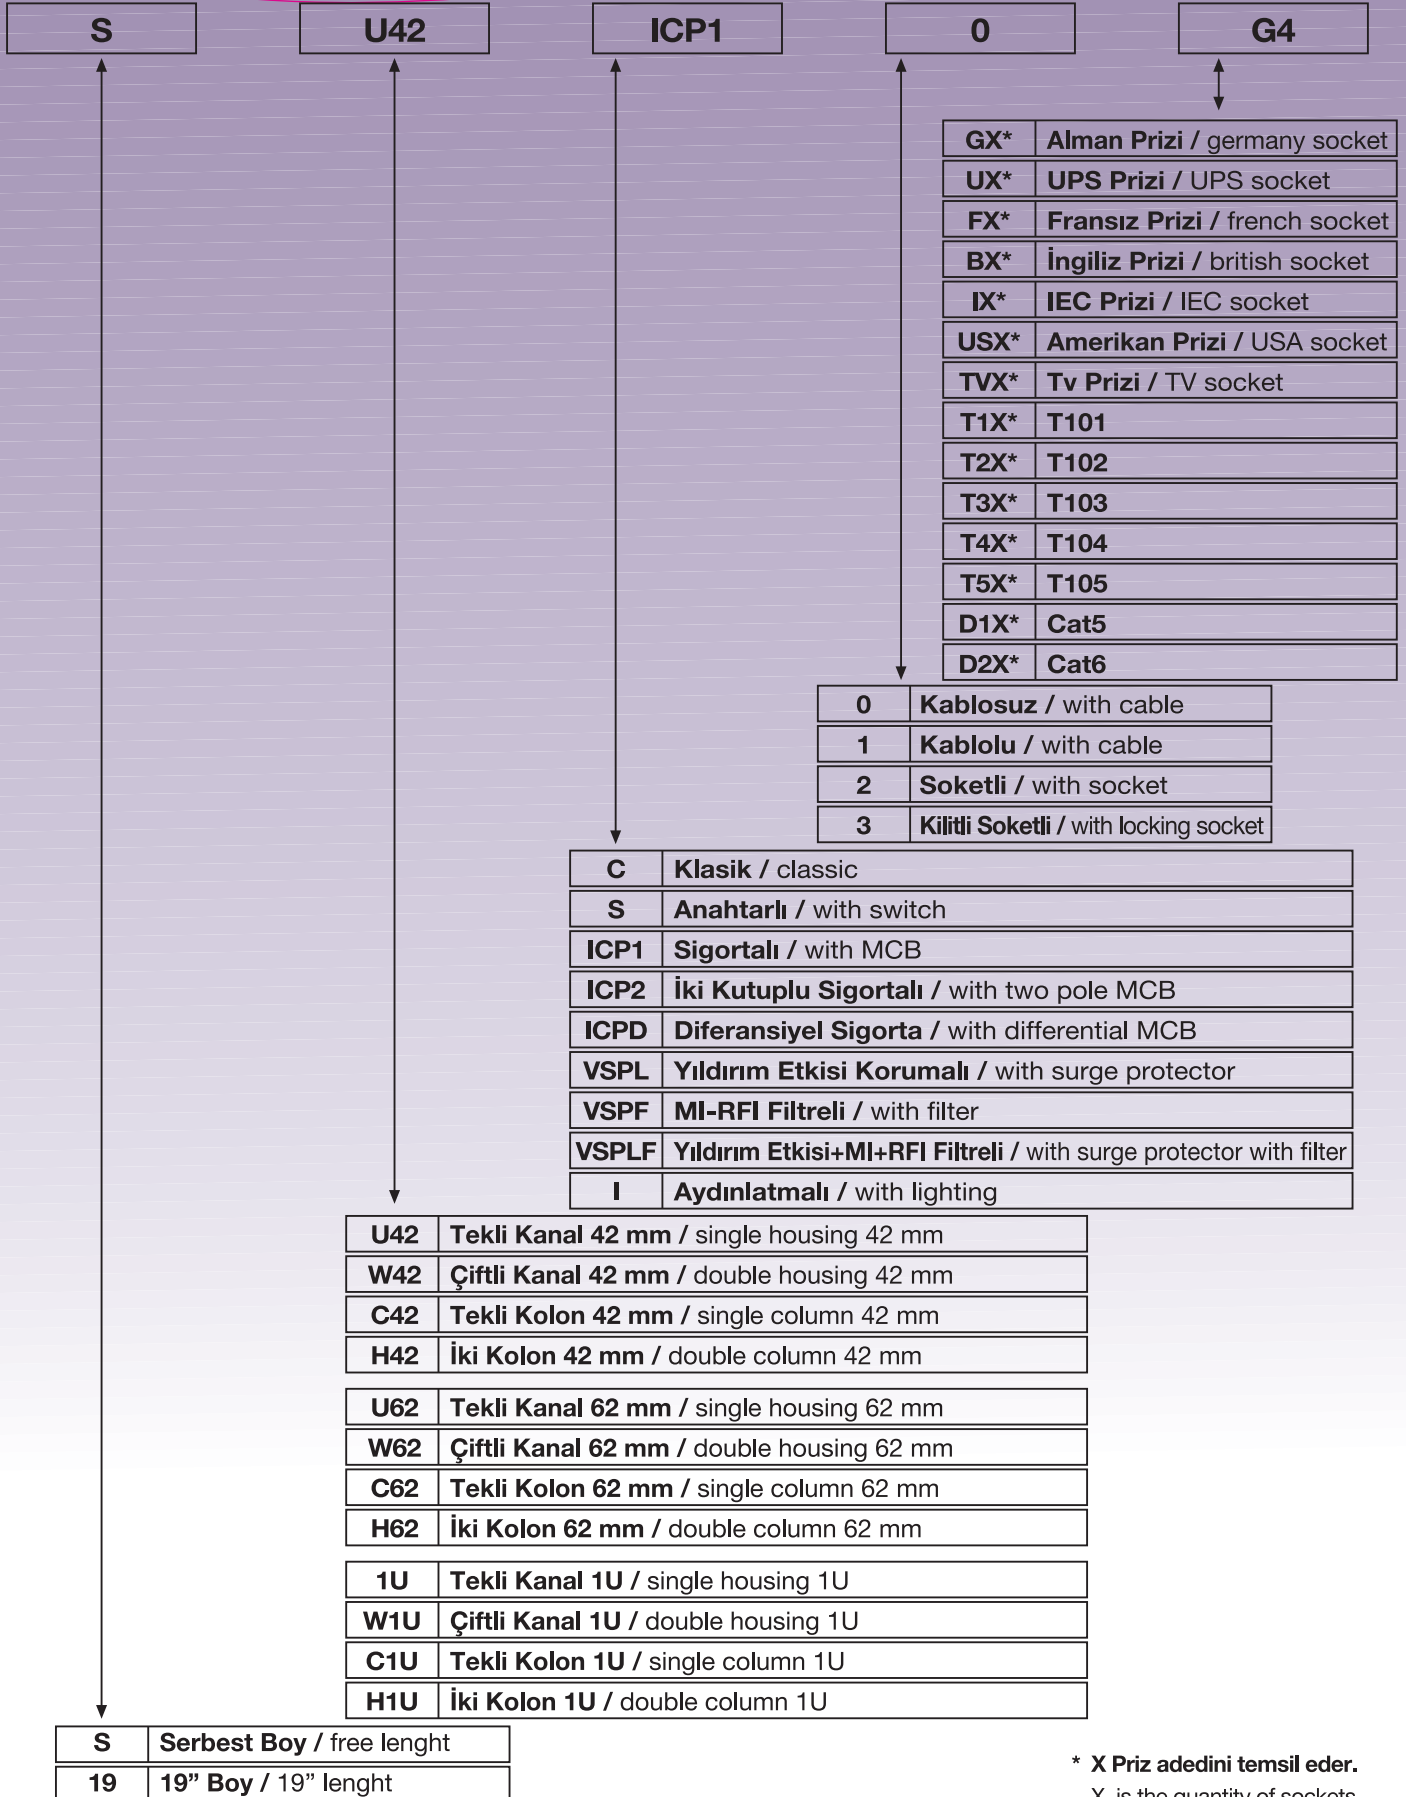 S U42 ICP1 0 G4
GX* Alman Prizi / germany socket
UX* UPS Prizi / UPS socket
FX* Fransız Prizi / french socket
BX* İngiliz Prizi / british socket
IX* IEC Prizi / IEC socket
USX* Amerikan Prizi / USA socket
TVX* Tv Prizi / TV socket
T1X* T101
T2X* T102
T3X* T103
T4X* T104
T5X* T105
D1X* Cat5
D2X* Cat6
0 Kablosuz / with cable
1 Kablolu / with cable
2 Soketli / with socket
3 Kilitli Soketli / with locking socket
C Klasik / classic
S Anahtarlı / with switch
ICP1 Sigortalı / with MCB
ICP2 İki Kutuplu Sigortalı / with two pole MCB
ICPD Diferansiyel Sigorta / with differential MCB
VSPL Yıldırım Etkisi Korumalı / with surge protector
VSPF MI-RFI Filtreli / with filter
VSPLF Yıldırım Etkisi+MI+RFI Filtreli / with surge protector with filter
I Aydınlatmalı / with lighting
U42 Tekli Kanal 42 mm / single housing 42 mm
W42 Çiftli Kanal 42 mm / double housing 42 mm
C42 Tekli Kolon 42 mm / single column 42 mm
H42 İki Kolon 42 mm / double column 42 mm
U62 Tekli Kanal 62 mm / single housing 62 mm
W62 Çiftli Kanal 62 mm / double housing 62 mm
C62 Tekli Kolon 62 mm / single column 62 mm
H62 İki Kolon 62 mm / double column 62 mm
1U Tekli Kanal 1U / single housing 1U
W1U Çiftli Kanal 1U / double housing 1U
C1U Tekli Kolon 1U / single column 1U
H1U İki Kolon 1U / double column 1U
S Serbest Boy / free lenght
19 19” Boy / 19” lenght
* X Priz adedini temsil eder.
X is the quantity of sockets